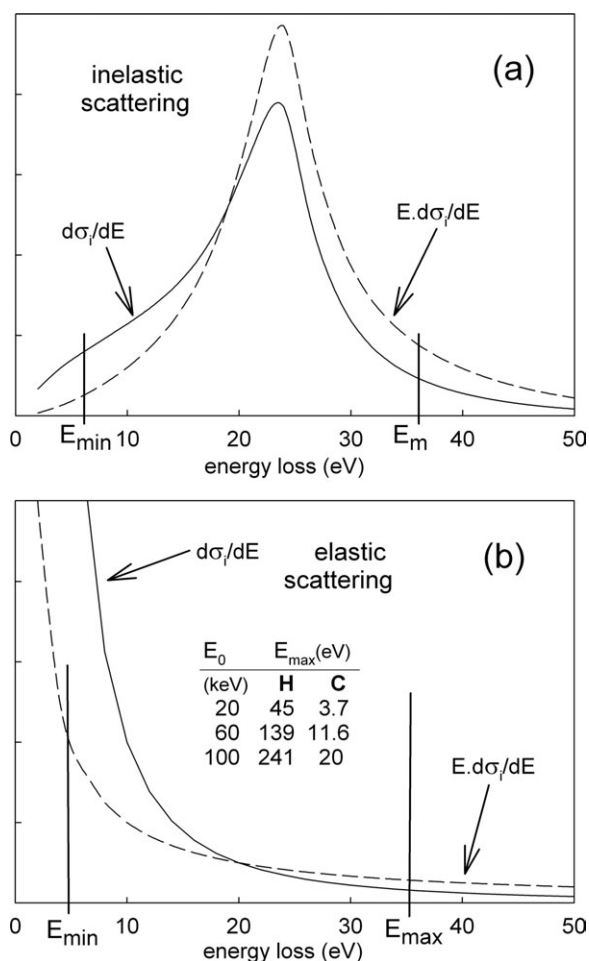 (a)
inelastic
scattering
dσi/dE
E.dσi/dE
Emin
Em
0 10 20 30 40 50
energy loss (eV)
(b)
dσi/dE
elastic
scattering
E0 Emax(eV)
(keV) H C
20 45 3.7
60 139 11.6
100 241 20
E.dσi/dE
0 10 20 30 40 50
Emin
Emax
energy loss (eV)